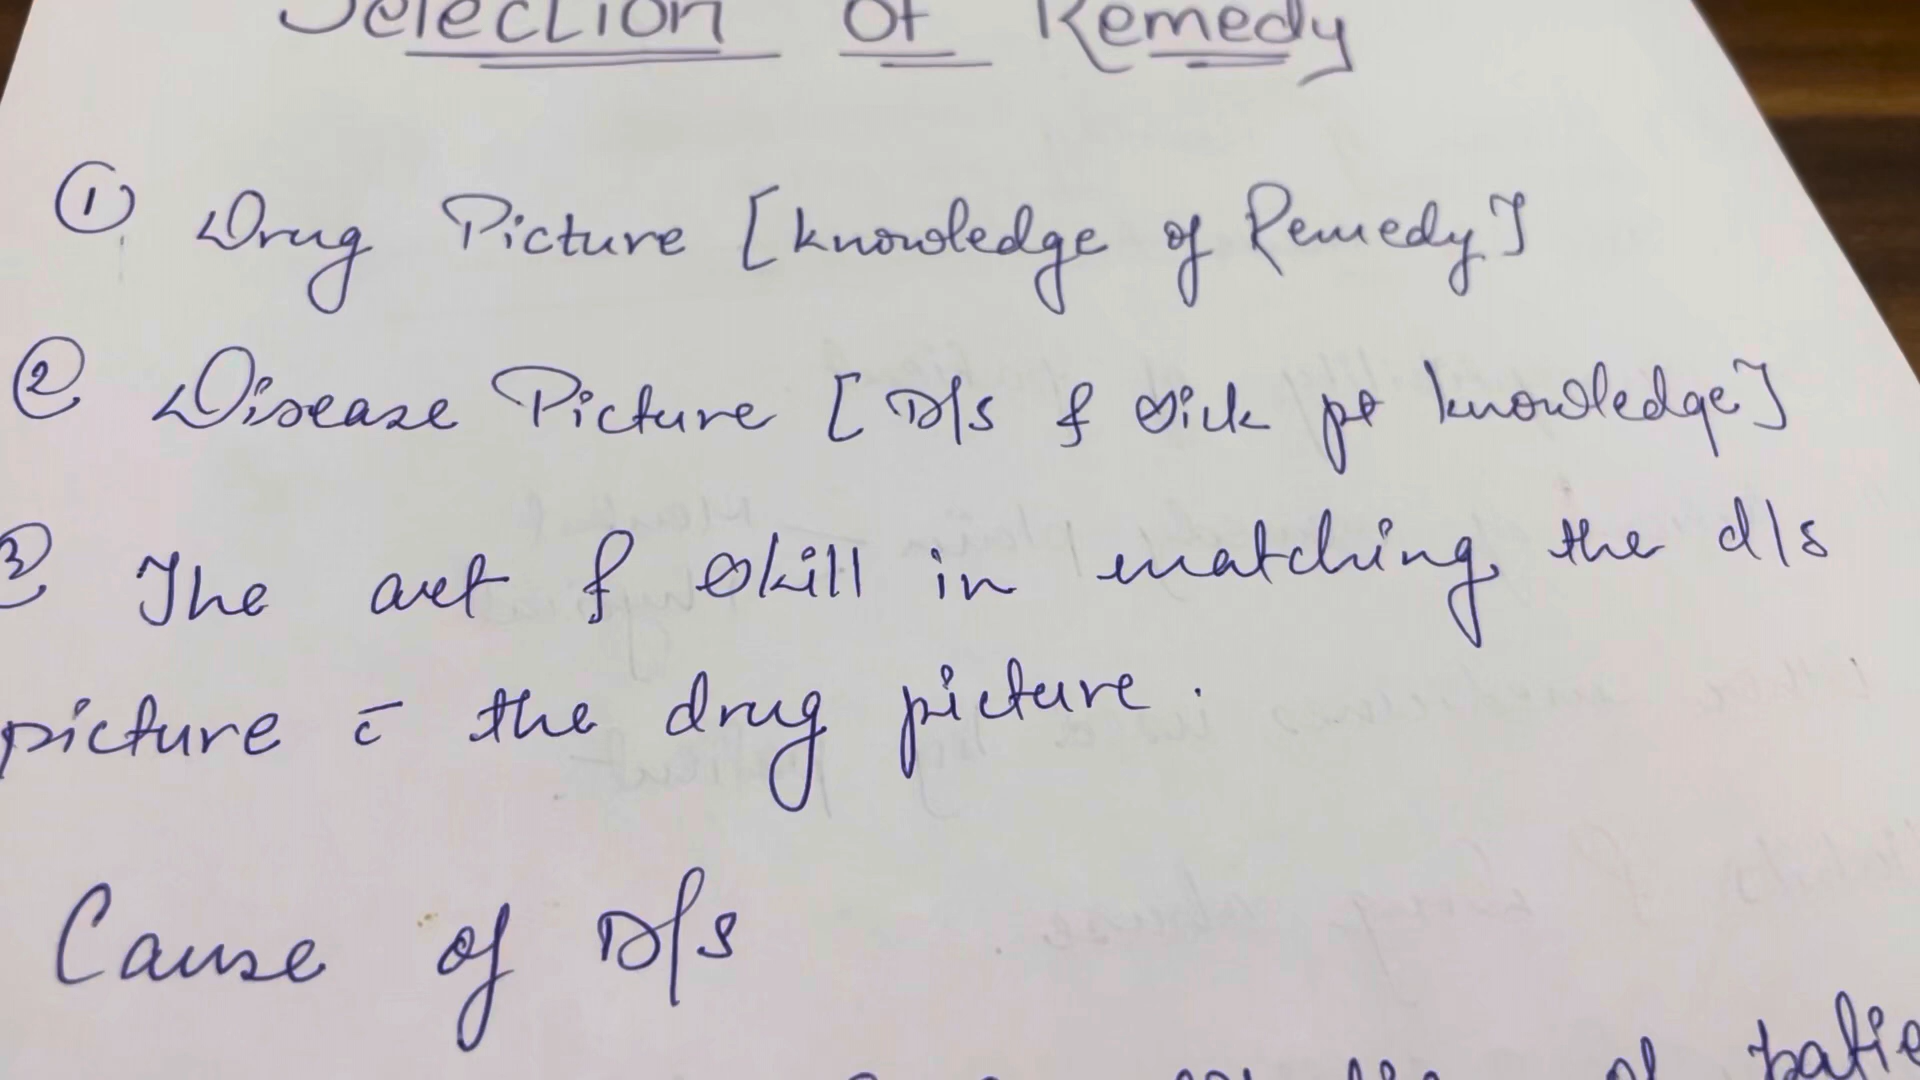 Selection Of Remedy
① Drug Picture [knowledge of Remedy]
② Disease Picture [D/s & Sick pt knowledge]
③ The art & skill in matching the d/s
picture c̄ the drug picture.
Cause of D/s
of